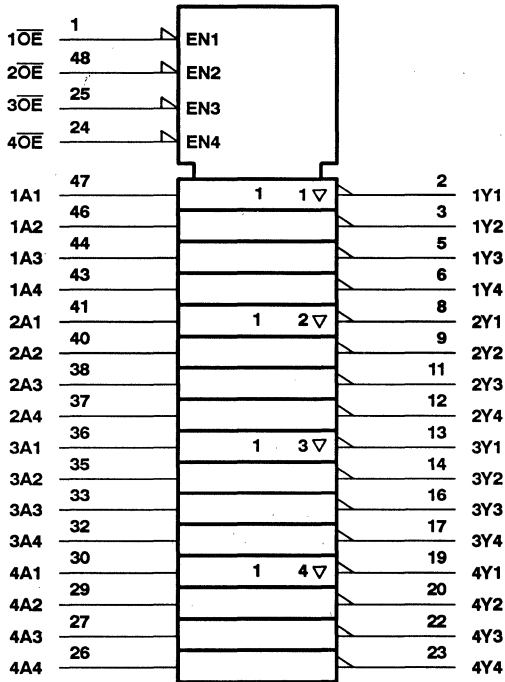 1O̅E̅ 1 EN1
2O̅E̅ 48 EN2
3O̅E̅ 25 EN3
4O̅E̅ 24 EN4
1A1 47 1 1 ▽ 2 1Y1
1A2 46 3 1Y2
1A3 44 5 1Y3
1A4 43 6 1Y4
2A1 41 1 2 ▽ 8 2Y1
2A2 40 9 2Y2
2A3 38 11 2Y3
2A4 37 12 2Y4
3A1 36 1 3 ▽ 13 3Y1
3A2 35 14 3Y2
3A3 33 16 3Y3
3A4 32 17 3Y4
4A1 30 1 4 ▽ 19 4Y1
4A2 29 20 4Y2
4A3 27 22 4Y3
4A4 26 23 4Y4